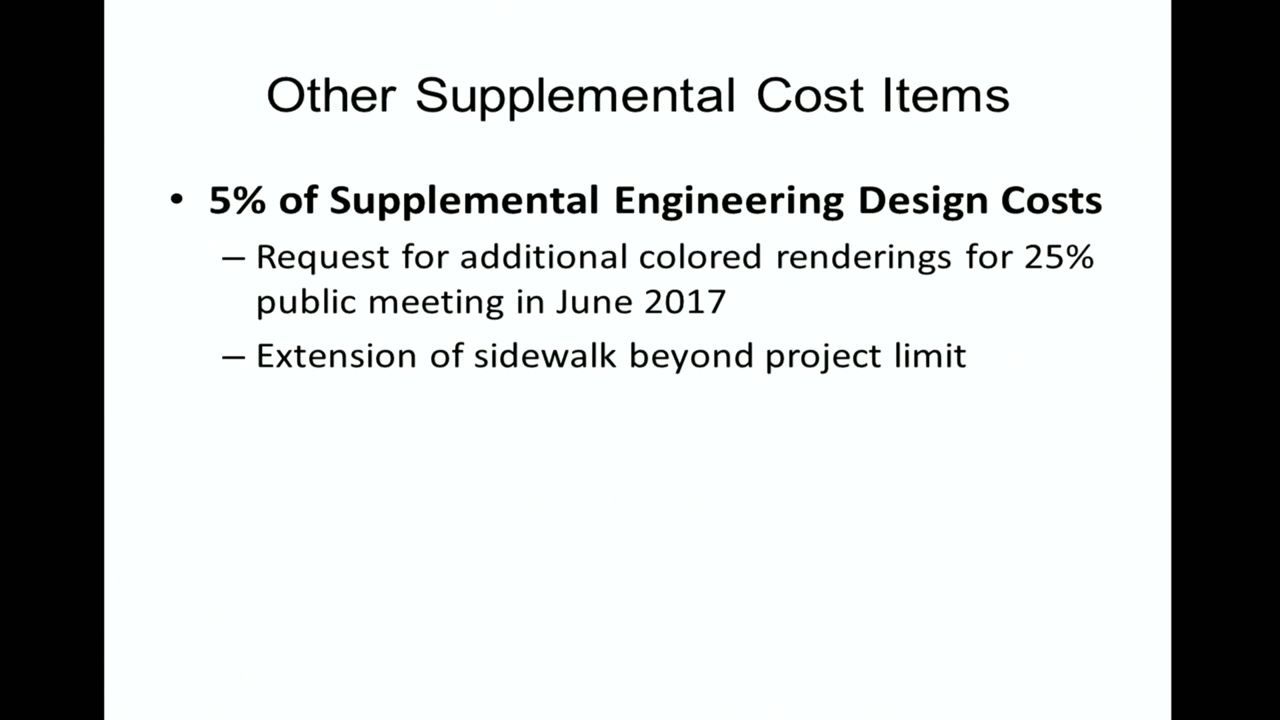 Other Supplemental Cost Items
• 5% of Supplemental Engineering Design Costs
– Request for additional colored renderings for 25%
public meeting in June 2017
– Extension of sidewalk beyond project limit